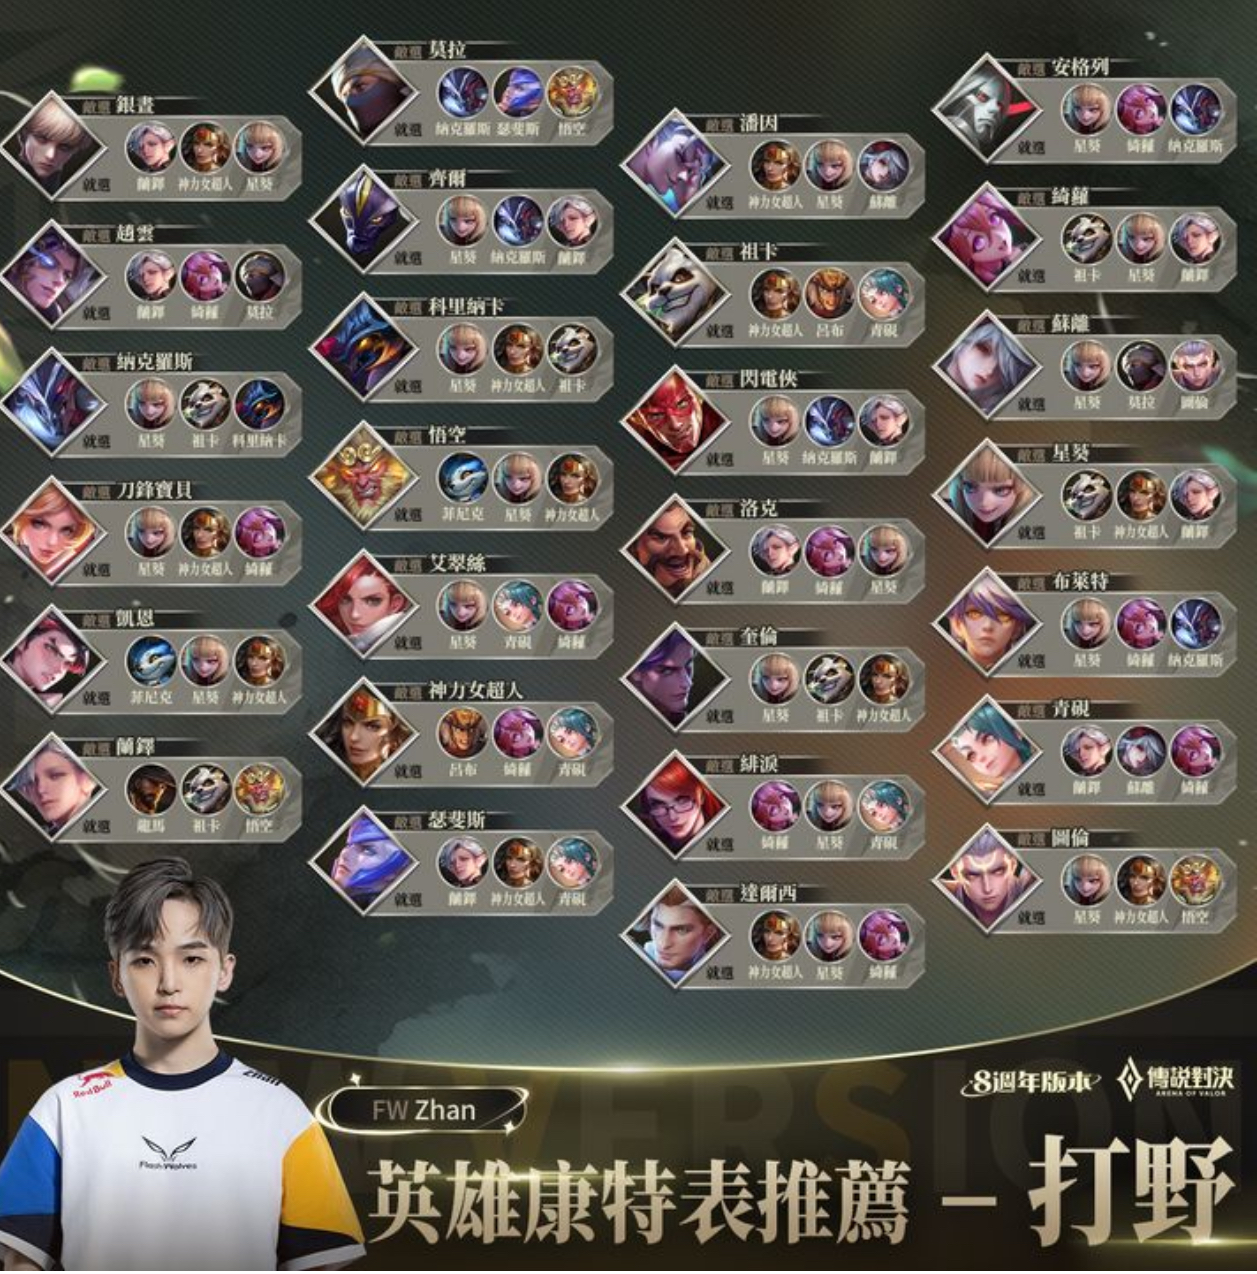 敵選 銀晝
就選 蘭鐸 神力女超人 星葵
敵選 趙雲
就選 蘭鐸 綺蘿 莫拉
敵選 納克羅斯
就選 星葵 祖卡 科里納卡
敵選 刀鋒寶貝
就選 星葵 神力女超人 綺蘿
敵選 凱恩
就選 菲尼克 星葵 神力女超人
敵選 蘭鐸
就選 龍馬 祖卡 悟空
敵選 莫拉
就選 納克羅斯 瑟斐斯 悟空
敵選 齊爾
就選 星葵 納克羅斯 蘭鐸
敵選 科里納卡
就選 星葵 神力女超人 祖卡
敵選 悟空
就選 菲尼克 星葵 神力女超人
敵選 艾翠絲
就選 星葵 青硯 綺蘿
敵選 神力女超人
就選 呂布 綺蘿 青硯
敵選 瑟斐斯
就選 蘭鐸 神力女超人 青硯
敵選 潘因
就選 神力女超人 星葵 蘇離
敵選 祖卡
就選 神力女超人 呂布 青硯
敵選 閃電俠
就選 星葵 納克羅斯 蘭鐸
敵選 洛克
就選 蘭鐸 綺蘿 星葵
敵選 奎倫
就選 星葵 祖卡 神力女超人
敵選 緋淚
就選 綺蘿 星葵 青硯
敵選 達爾西
就選 神力女超人 星葵 綺蘿
敵選 安格列
就選 星葵 綺蘿 納克羅斯
敵選 綺蘿
就選 祖卡 星葵 蘭鐸
敵選 蘇離
就選 星葵 莫拉 圖倫
敵選 星葵
就選 祖卡 神力女超人 蘭鐸
敵選 布萊特
就選 星葵 綺蘿 納克羅斯
敵選 青硯
就選 蘭鐸 蘇離 綺蘿
敵選 圖倫
就選 星葵 神力女超人 悟空
RedBull
ZHAN
Flash Wolves
FW Zhan
8週年版本
傳說對決
ARENA OF VALOR
英雄康特表推薦 – 打野